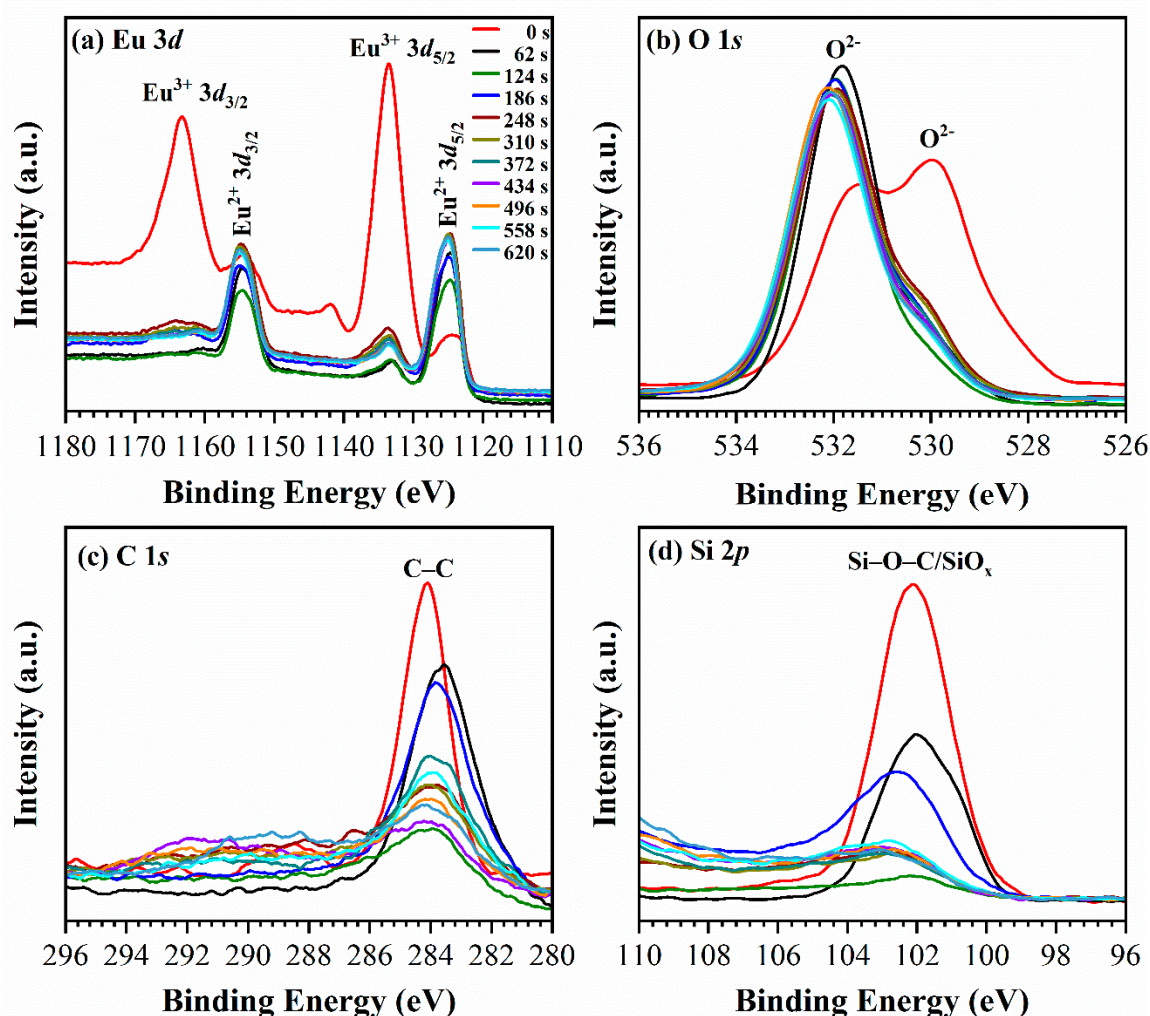 (a) Eu 3d
Eu³⁺ 3d₃/₂
Eu³⁺ 3d₅/₂
Eu²⁺ 3d₃/₂
Eu²⁺ 3d₅/₂
0 s
62 s
124 s
186 s
248 s
310 s
372 s
434 s
496 s
558 s
620 s
Intensity (a.u.)
1180 1170 1160 1150 1140 1130 1120 1110
Binding Energy (eV)
(b) O 1s
O²⁻
O²⁻
Intensity (a.u.)
536 534 532 530 528 526
Binding Energy (eV)
(c) C 1s
C–C
Intensity (a.u.)
296 294 292 290 288 286 284 282 280
Binding Energy (eV)
(d) Si 2p
Si–O–C/SiOₓ
Intensity (a.u.)
110 108 106 104 102 100 98 96
Binding Energy (eV)